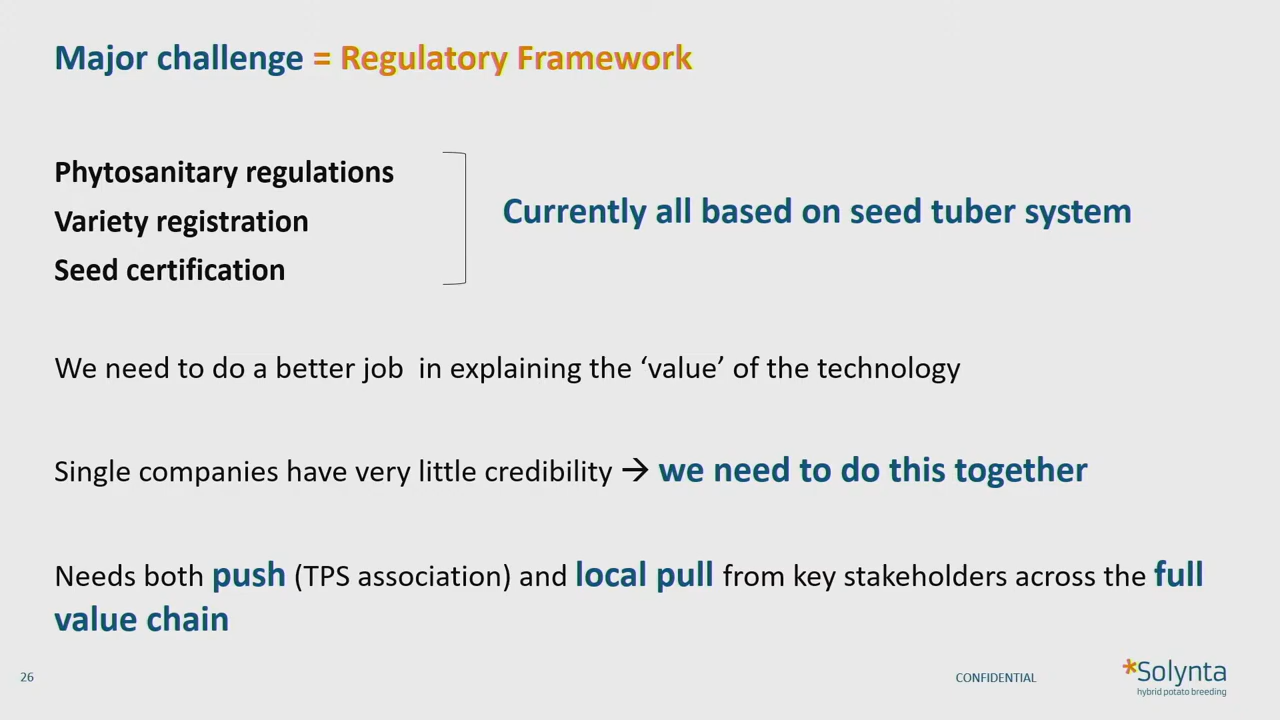 Major challenge = Regulatory Framework
Phytosanitary regulations
Variety registration
Seed certification
Currently all based on seed tuber system
We need to do a better job  in explaining the ‘value’ of the technology
Single companies have very little credibility → we need to do this together
Needs both push (TPS association) and local pull from key stakeholders across the full
value chain
26
CONFIDENTIAL
*Solynta
hybrid potato breeding